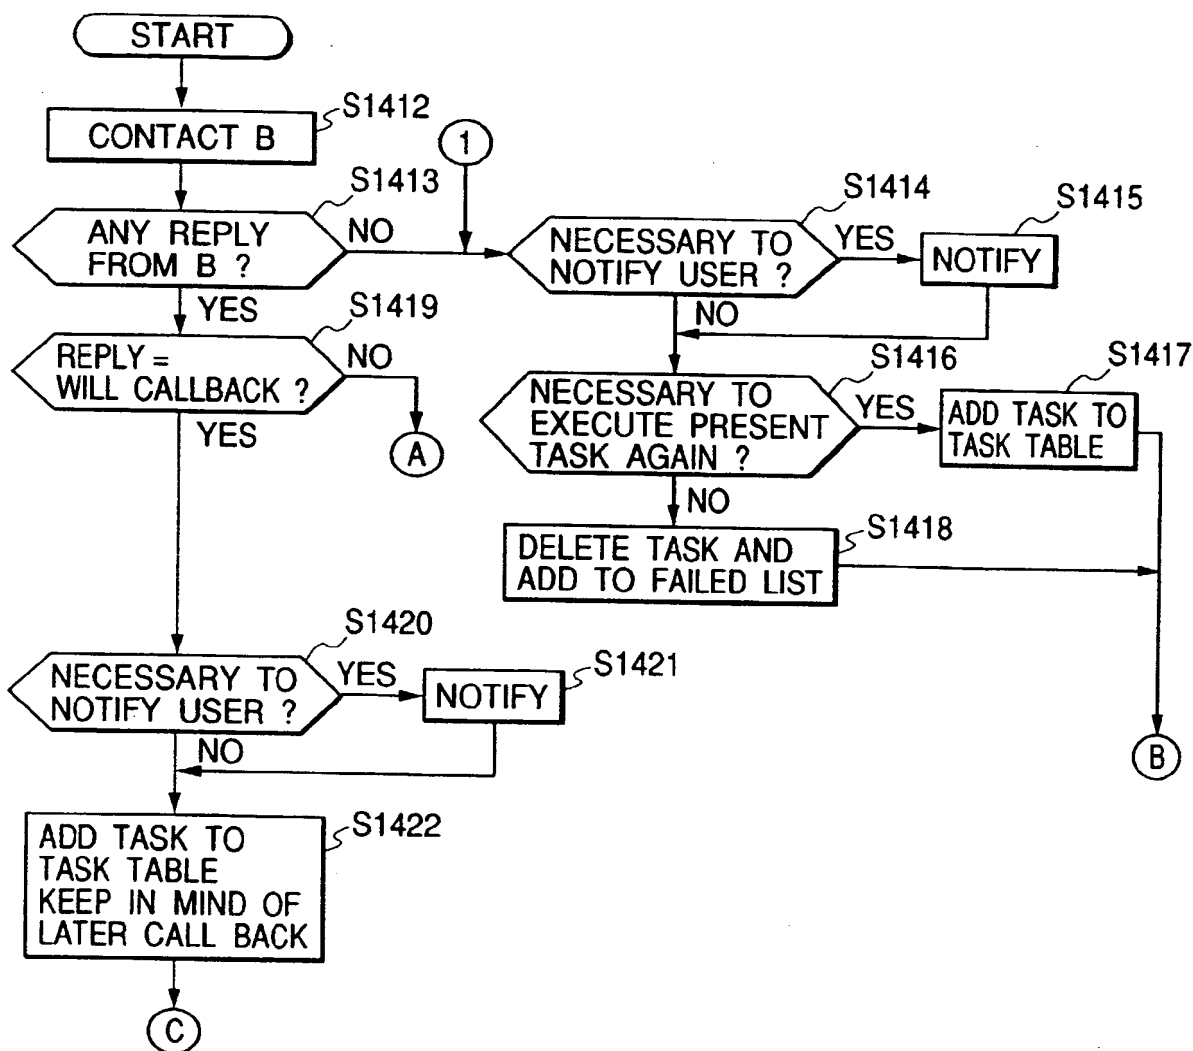 START
S1412
CONTACT B
1
S1413
ANY REPLY
FROM B ?
NO
YES
S1414
NECESSARY TO
NOTIFY USER ?
YES
NO
S1415
NOTIFY
S1419
REPLY =
WILL CALLBACK ?
NO
YES
A
S1416
NECESSARY TO
EXECUTE PRESENT
TASK AGAIN ?
YES
NO
S1417
ADD TASK TO
TASK TABLE
S1418
DELETE TASK AND
ADD TO FAILED LIST
B
S1420
NECESSARY TO
NOTIFY USER ?
YES
NO
S1421
NOTIFY
S1422
ADD TASK TO
TASK TABLE
KEEP IN MIND OF
LATER CALL BACK
C